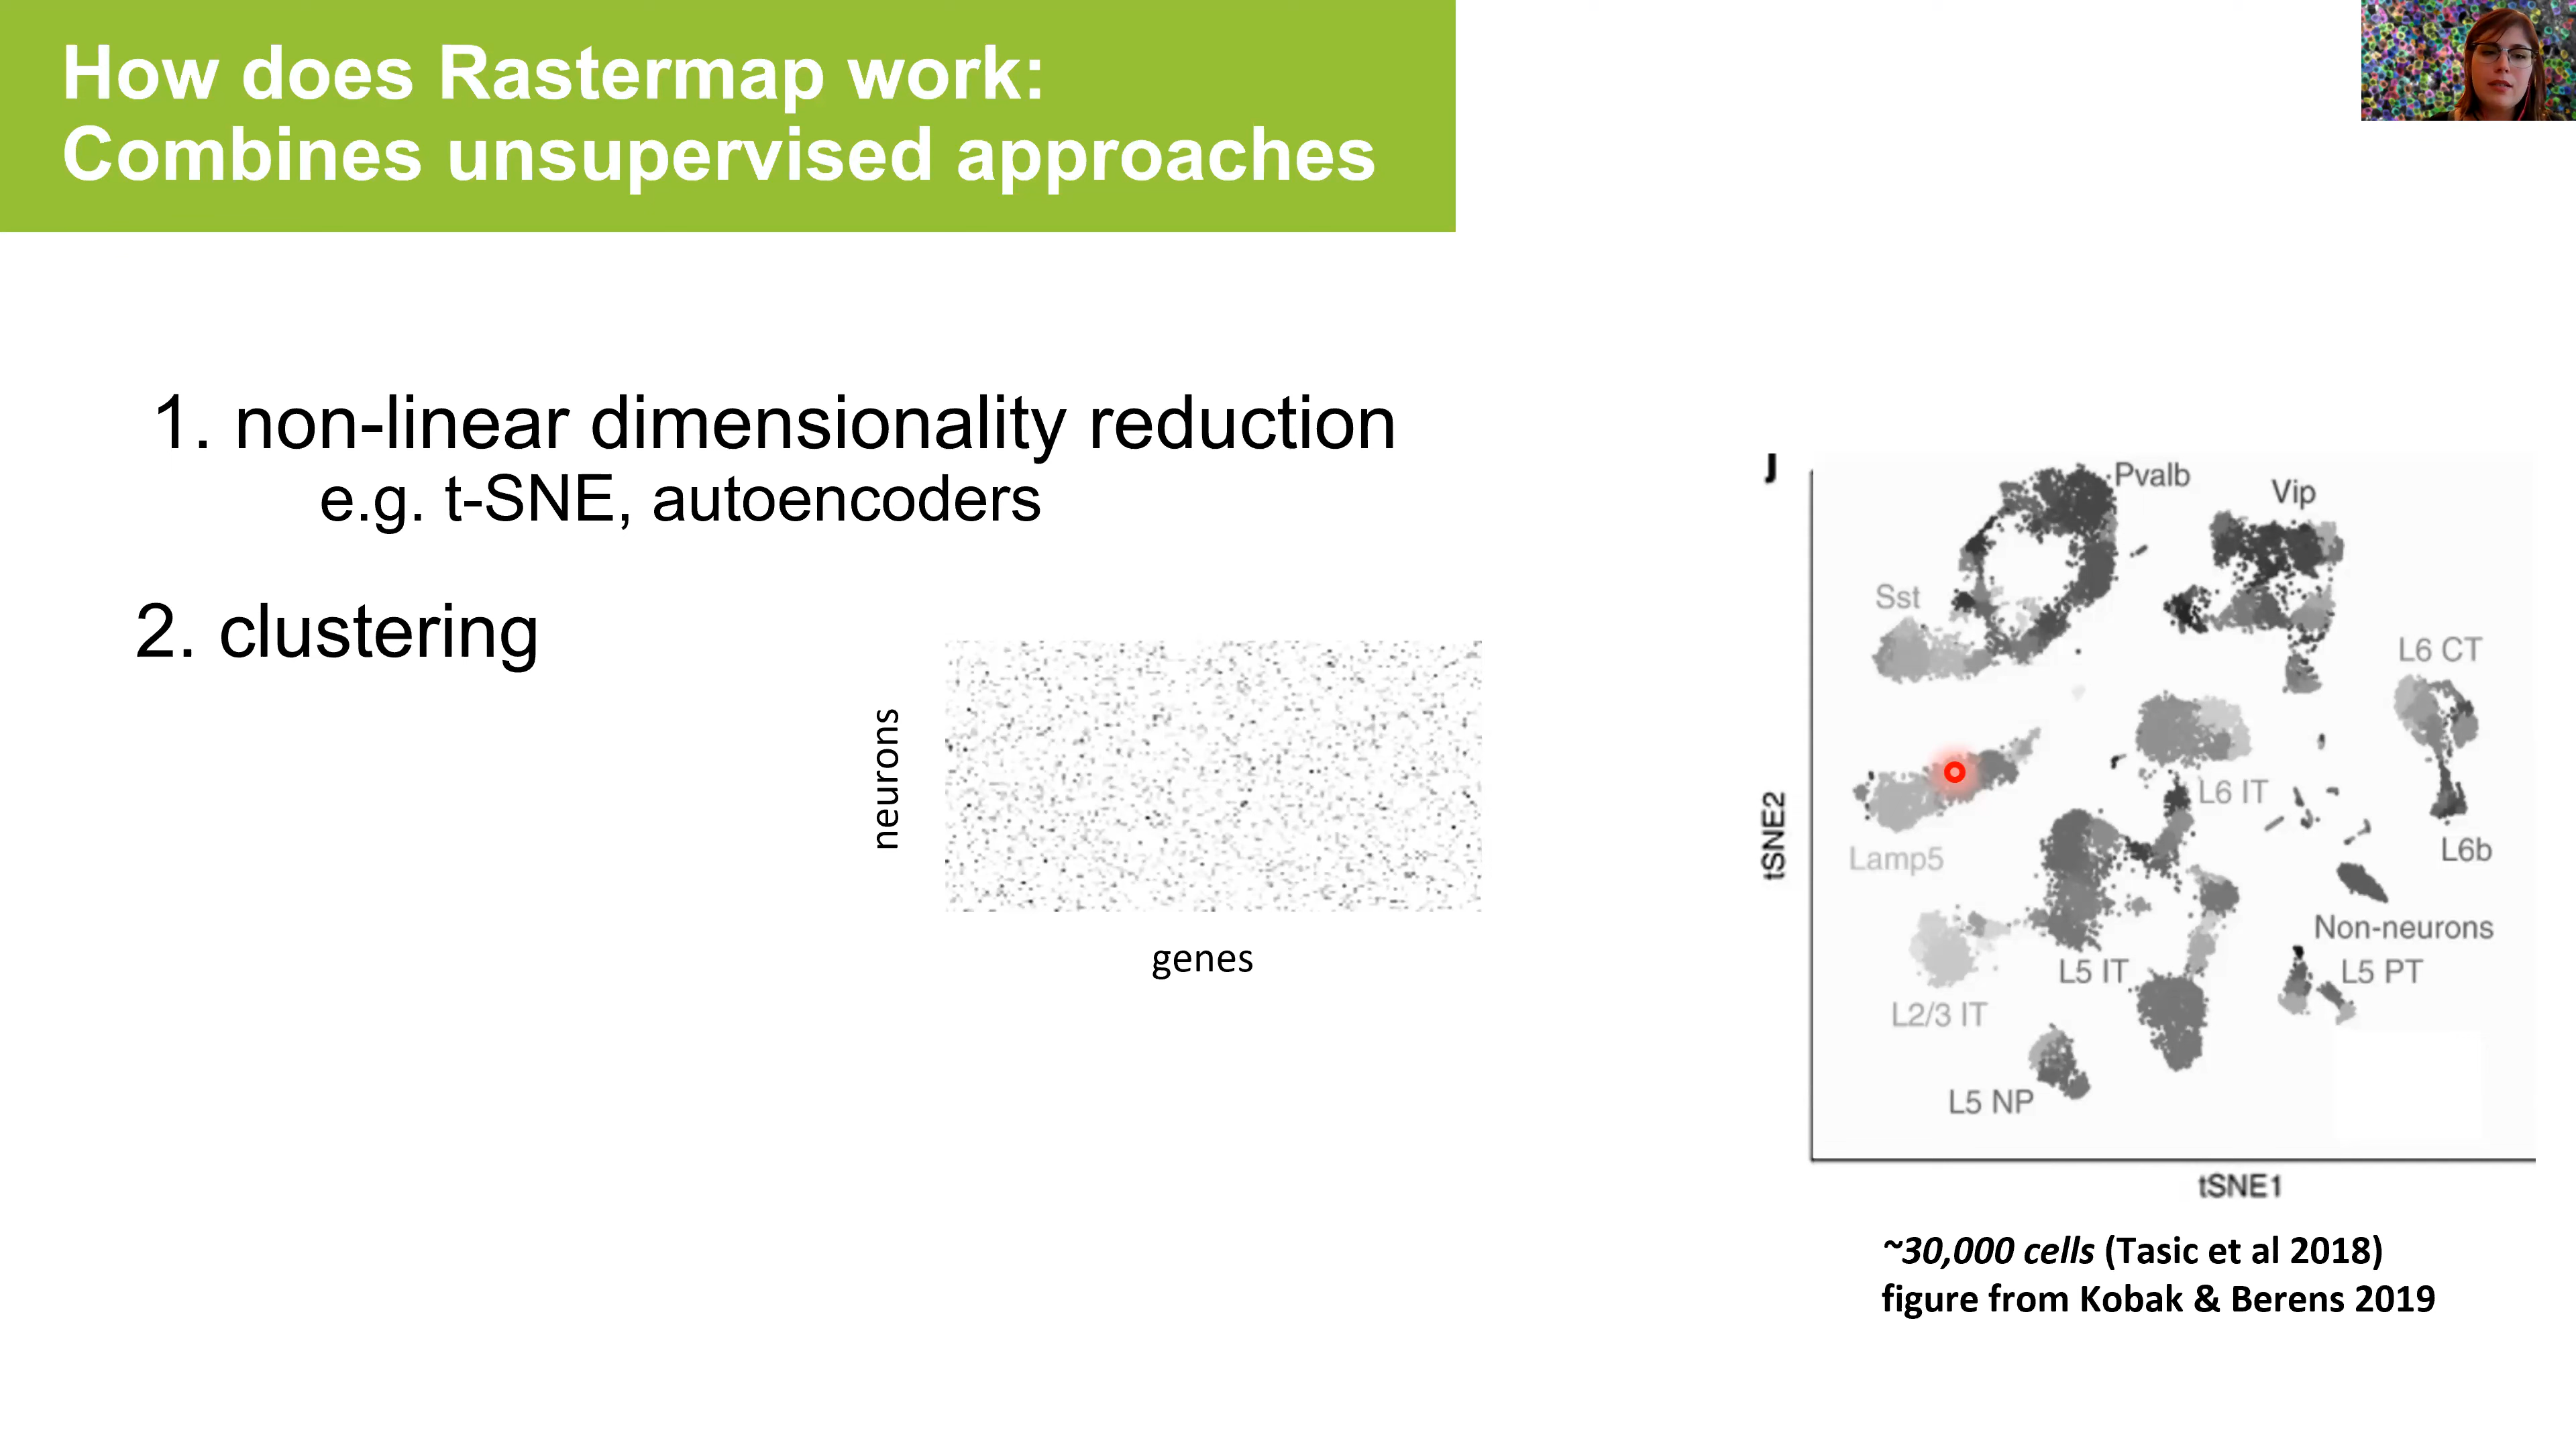 How does Rastermap work:
Combines unsupervised approaches
1. non-linear dimensionality reduction
e.g. t-SNE, autoencoders
2. clustering
neurons
genes
J
Pvalb
Vip
Sst
L6 CT
L6 IT
Lamp5
L6b
Non-neurons
L5 IT
L5 PT
L2/3 IT
L5 NP
tSNE2
tSNE1
~30,000 cells (Tasic et al 2018)
figure from Kobak & Berens 2019